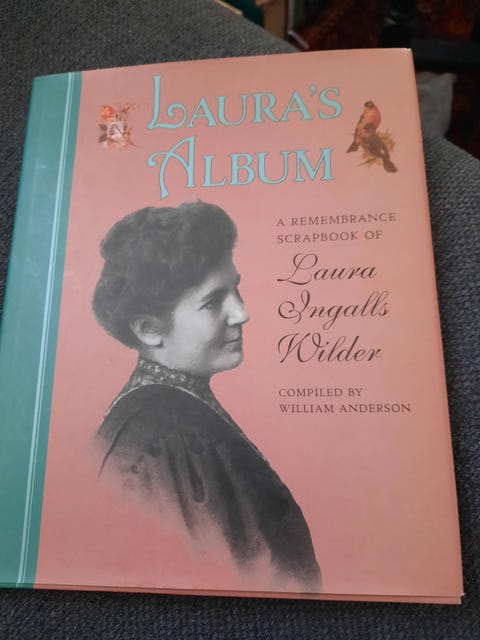 LAURA'S
ALBUM
A REMEMBRANCE
SCRAPBOOK OF
Laura
Ingalls
Wilder
COMPILED BY
WILLIAM ANDERSON